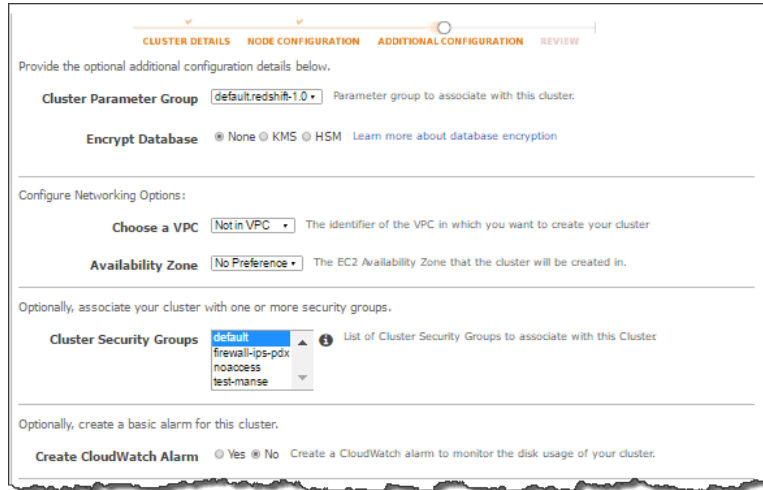 CLUSTER DETAILS NODE CONFIGURATION ADDITIONAL CONFIGURATION REVIEW
Provide the optional additional configuration details below.
Cluster Parameter Group default.redshift-1.0 Parameter group to associate with this cluster.
Encrypt Database None KMS HSM Learn more about database encryption
Configure Networking Options:
Choose a VPC Not in VPC The identifier of the VPC in which you want to create your cluster
Availability Zone No Preference The EC2 Availability Zone that the cluster will be created in.
Optionally, associate your cluster with one or more security groups.
Cluster Security Groups default List of Cluster Security Groups to associate with this Cluster.
firewall-ips-pdx
noaccess
test-manse
Optionally, create a basic alarm for this cluster.
Create CloudWatch Alarm Yes No Create a CloudWatch alarm to monitor the disk usage of your cluster.